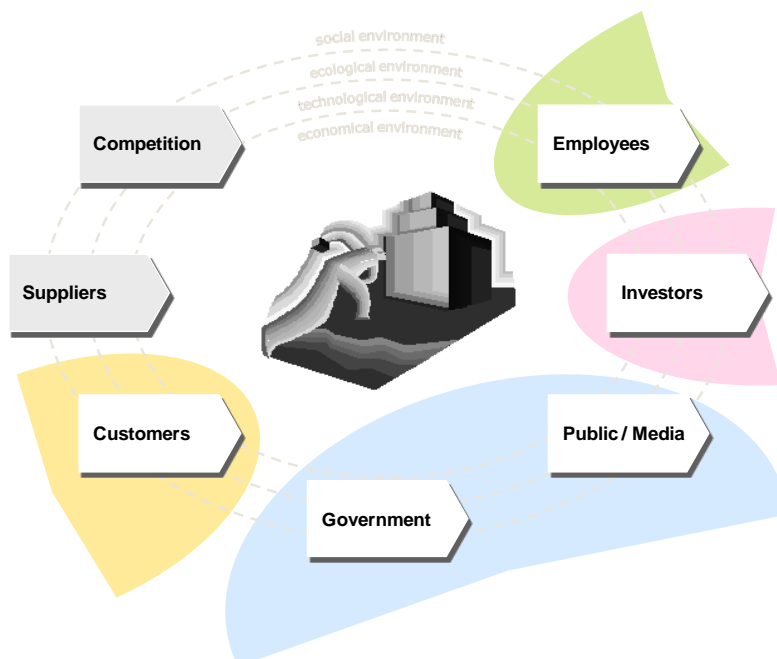 social environment
ecological environment
technological environment
economical environment
Competition
Employees
Suppliers
Investors
Customers
Public / Media
Government